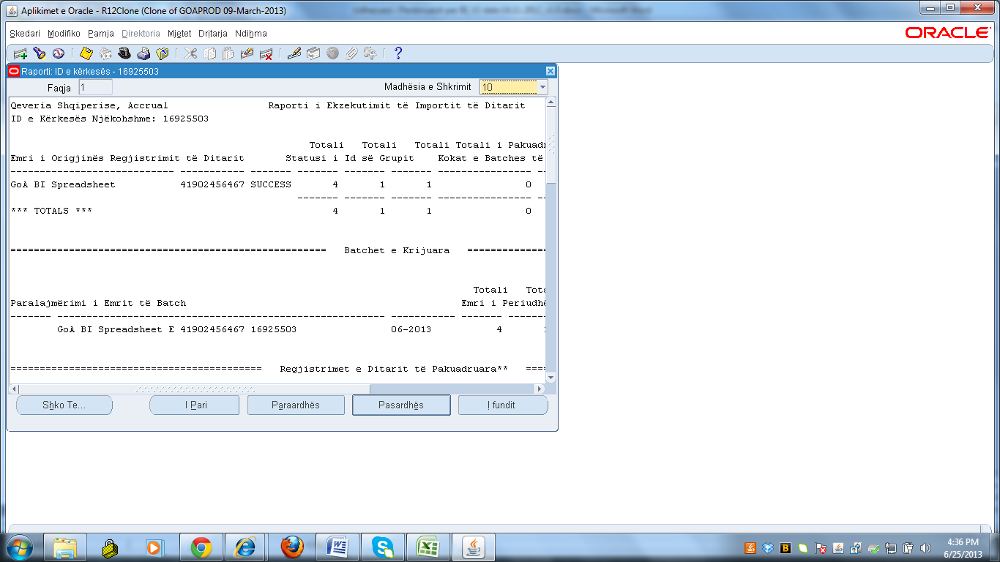 Aplikimet e Oracle - R12Clone (Clone of GOAPROD 09-March-2013)
Skedari Modifiko Pamja Direktoria Mjetet Dritarja Ndihma
ORACLE
Raporti: ID e kërkesës - 16925503
Faqja 1 Madhësia e Shkrimit 10
Qeveria Shqiperise, Accrual Raporti i Ekzekutimit të Importit të Ditarit
ID e Kërkesës Njëkohshme: 16925503
Totali Totali Totali Totali i Pakuadr
Emri i Origjinës Regjistrimit të Ditarit Statusi i Id së Grupit Kokat e Batches të
------- ------- ------- -------
GoA BI Spreadsheet 41902456467 SUCCESS 4 1 1 0
*** TOTALS *** 4 1 1 0
====== Batchet e Krijuara ======
Totali Tota
Paralajmërimi i Emrit të Batch Emri i Periudhë
GoA BI Spreadsheet E 41902456467 16925503 06-2013 4 1
====== Regjistrimet e Ditarit të Pakuadruara** ====
Shko Te... I Pari Paraardhës Pasardhës I fundit
4:36 PM
6/25/2013